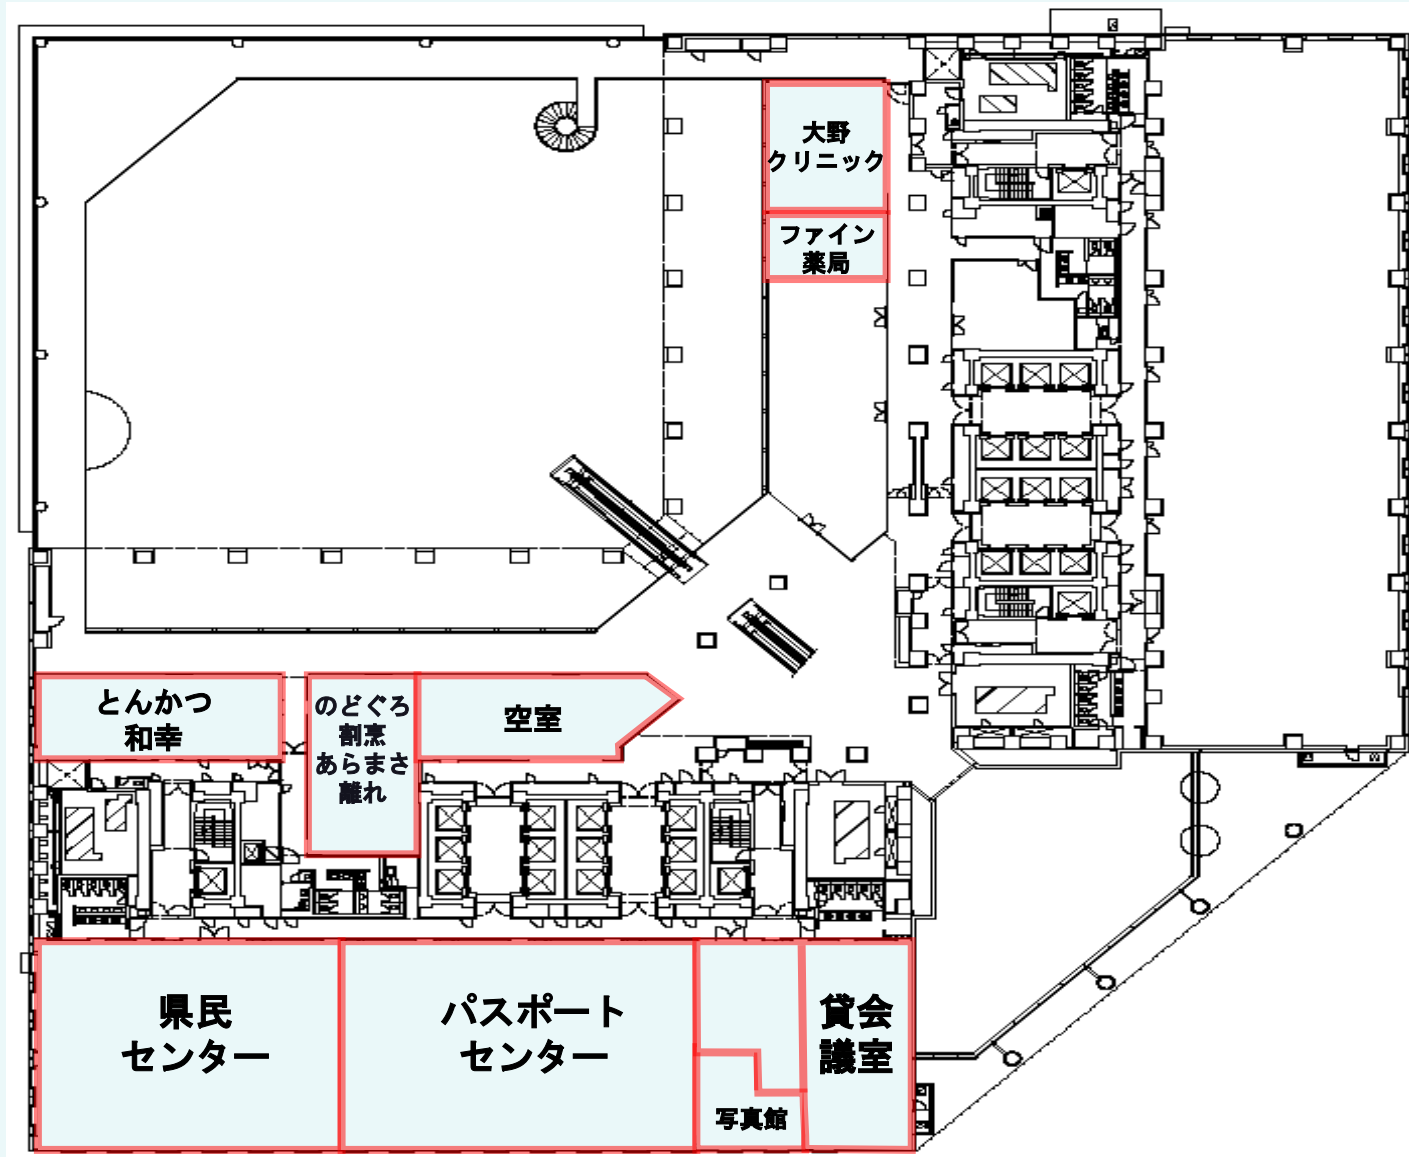 大野
クリニック
ファイン
薬局
とんかつ
和幸
のどぐろ
割烹
あらまさ
離れ
空室
県民
センター
パスポート
センター
写真館
貸会
議室